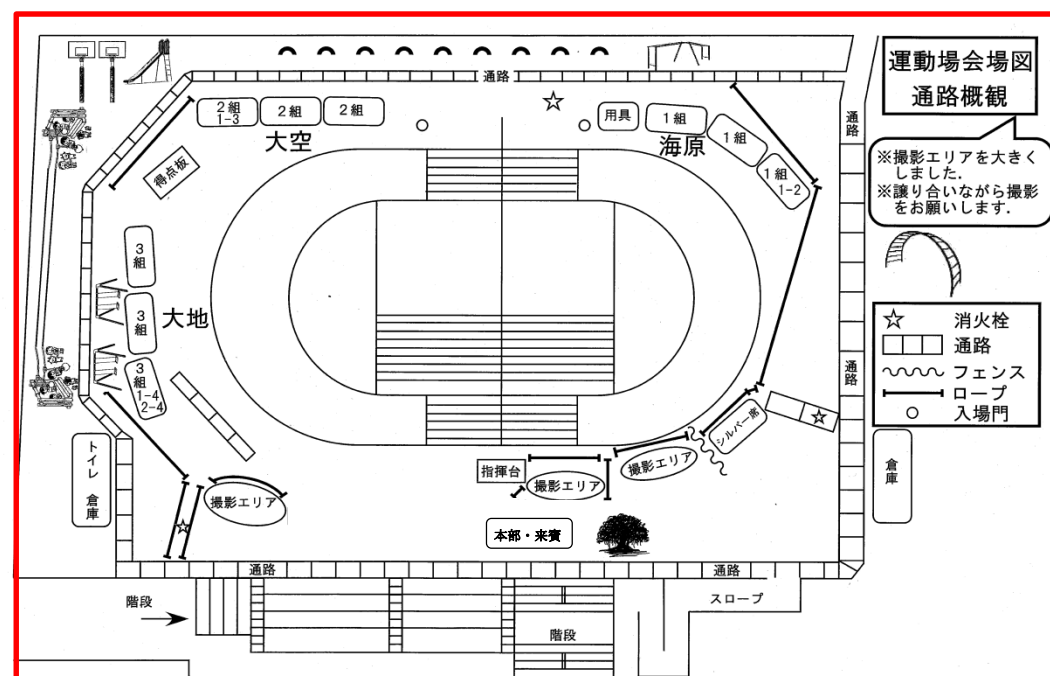 運動場会場図
通路概観
※撮影エリアを大きく
しました.
※譲り合いながら撮影
をお願いします.
通路
2組
1-3
2組
2組
大空
用具
1組
海原
1組
1組
1-2
通路
得点板
3
組
大地
3
組
3
組
1-4
2-4
☆ 消火栓
通路
フェンス
ロープ
○ 入場門
通路
トイレ 倉庫
シルバー席
倉庫
指揮台
撮影エリア
撮影エリア
撮影エリア
本部・来賓
通路
通路
階段
スロープ
階段